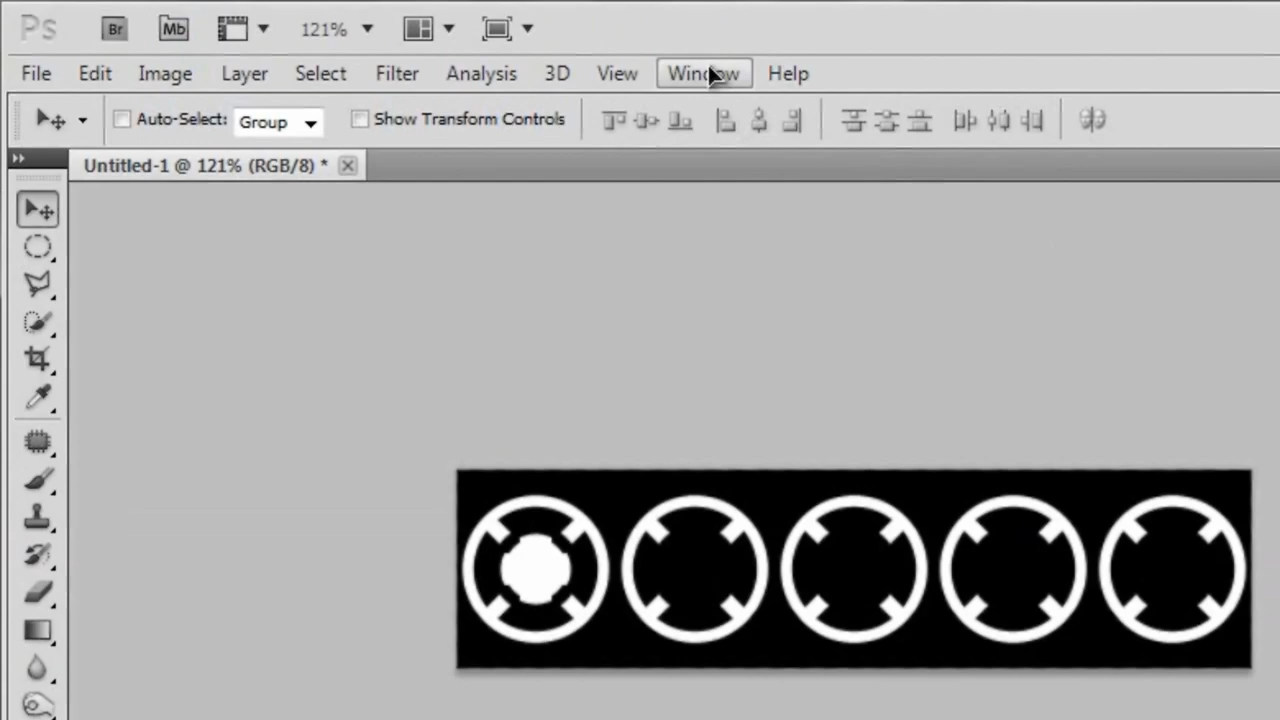 Ps Br Mb 121%
File Edit Image Layer Select Filter Analysis 3D View Window Help
Auto-Select: Group Show Transform Controls
Untitled-1 @ 121% (RGB/8) *